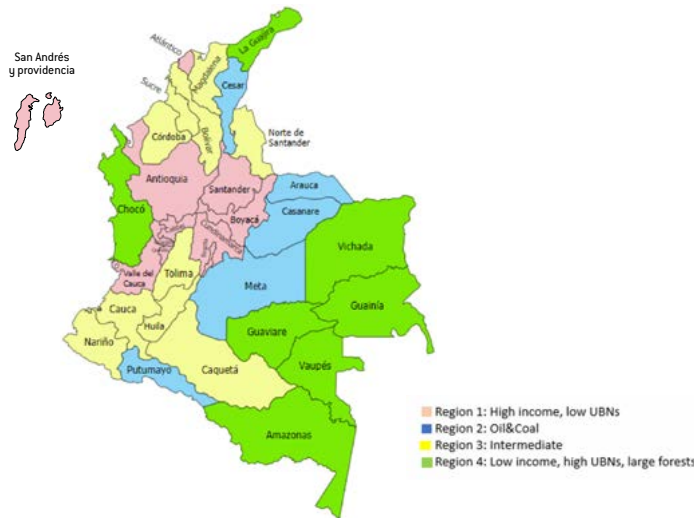 San Andrés
y providencia
Atlántico
La Guajira
Magdalena
Cesar
Sucre
Córdoba
Bolívar
Norte de
Santander
Antioquia
Santander
Arauca
Boyacá
Casanare
Chocó
Cundinamarca
Vichada
Valle del
Cauca
Tolima
Meta
Guainía
Cauca
Huila
Guaviare
Nariño
Vaupés
Putumayo
Caquetá
Amazonas
Region 1: High income, low UBNs
Region 2: Oil&Coal
Region 3: Intermediate
Region 4: Low income, high UBNs, large forests